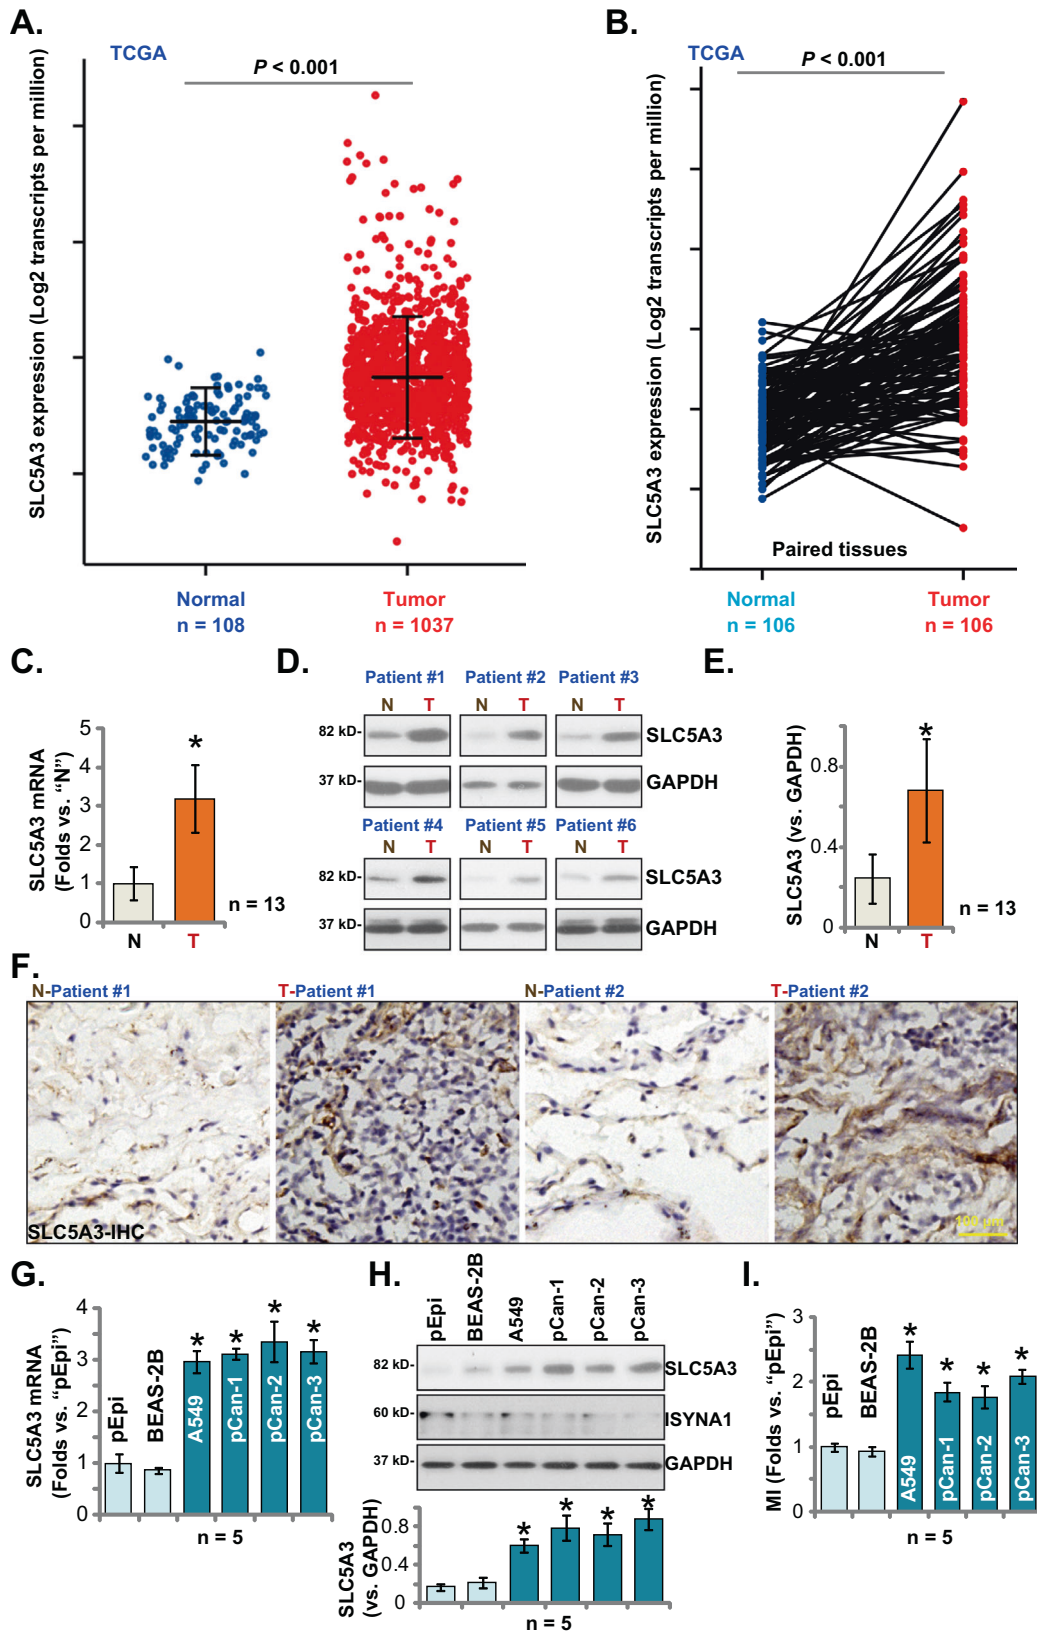 A.
TCGA
P < 0.001
SLC5A3 expression (Log2 transcripts per million)
Normal
n = 108
Tumor
n = 1037
B.
TCGA
P < 0.001
SLC5A3 expression (Log2 transcripts per million)
Paired tissues
Normal
n = 106
Tumor
n = 106
C.
SLC5A3 mRNA
(Folds vs. “N”)
5
4
3
2
1
0
*
N
T
n = 13
D.
Patient #1 Patient #2 Patient #3
N T N T N T
82 kD- SLC5A3
37 kD- GAPDH
Patient #4 Patient #5 Patient #6
N T N T N T
82 kD- SLC5A3
37 kD- GAPDH
E.
SLC5A3 (vs. GAPDH)
0.8
0.4
0
*
N
T
n = 13
F.
N-Patient #1 T-Patient #1 N-Patient #2 T-Patient #2
SLC5A3-IHC
100 μm
G.
SLC5A3 mRNA
(Folds vs. “pEpi”)
4
3
2
1
0
pEpi
BEAS-2B
A549
pCan-1
pCan-2
pCan-3
* * * *
n = 5
H.
pEpi
BEAS-2B
A549
pCan-1
pCan-2
pCan-3
82 kD- SLC5A3
60 kD- ISYNA1
37 kD- GAPDH
SLC5A3
(vs. GAPDH)
0.8
0.4
0
* * * *
n = 5
I.
MI (Folds vs. “pEpi”)
3
2
1
0
pEpi
BEAS-2B
A549
pCan-1
pCan-2
pCan-3
* * * *
n = 5